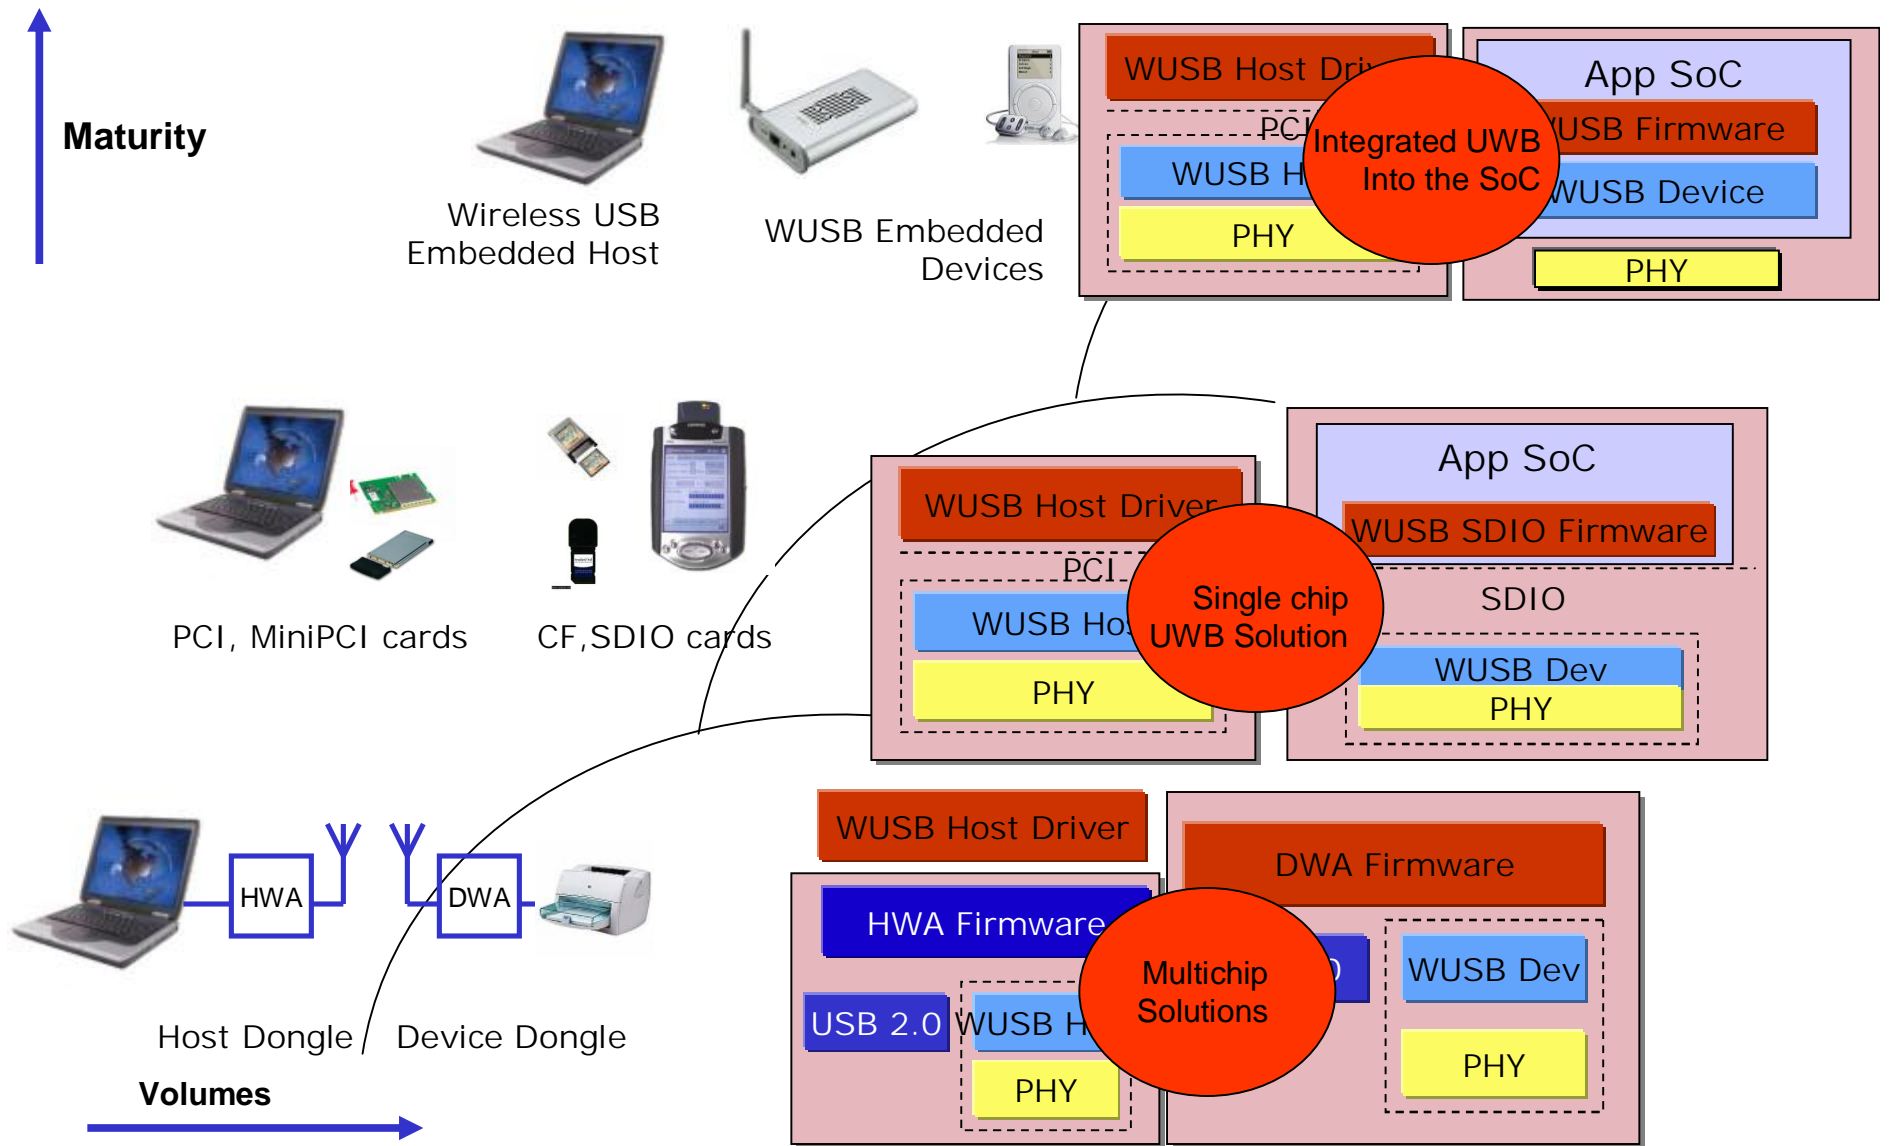 Maturity
Wireless USB
Embedded Host
WUSB Embedded
Devices
WUSB Host
PCI
WUSB
PHY
Integrated UWB
Into the SoC
App SoC
Firmware
WUSB Device
PHY
PCI, MiniPCI cards
CF,SDIO cards
WUSB Host Driver
PCI
WUSB
PHY
Single chip
UWB Solution
App SoC
WUSB SDIO Firmware
SDIO
WUSB Dev
PHY
HWA
DWA
Host Dongle
Device Dongle
Volumes
WUSB Host Driver
HWA Firmware
USB 2.0
WUSB
PHY
Multichip
Solutions
DWA Firmware
WUSB Dev
PHY